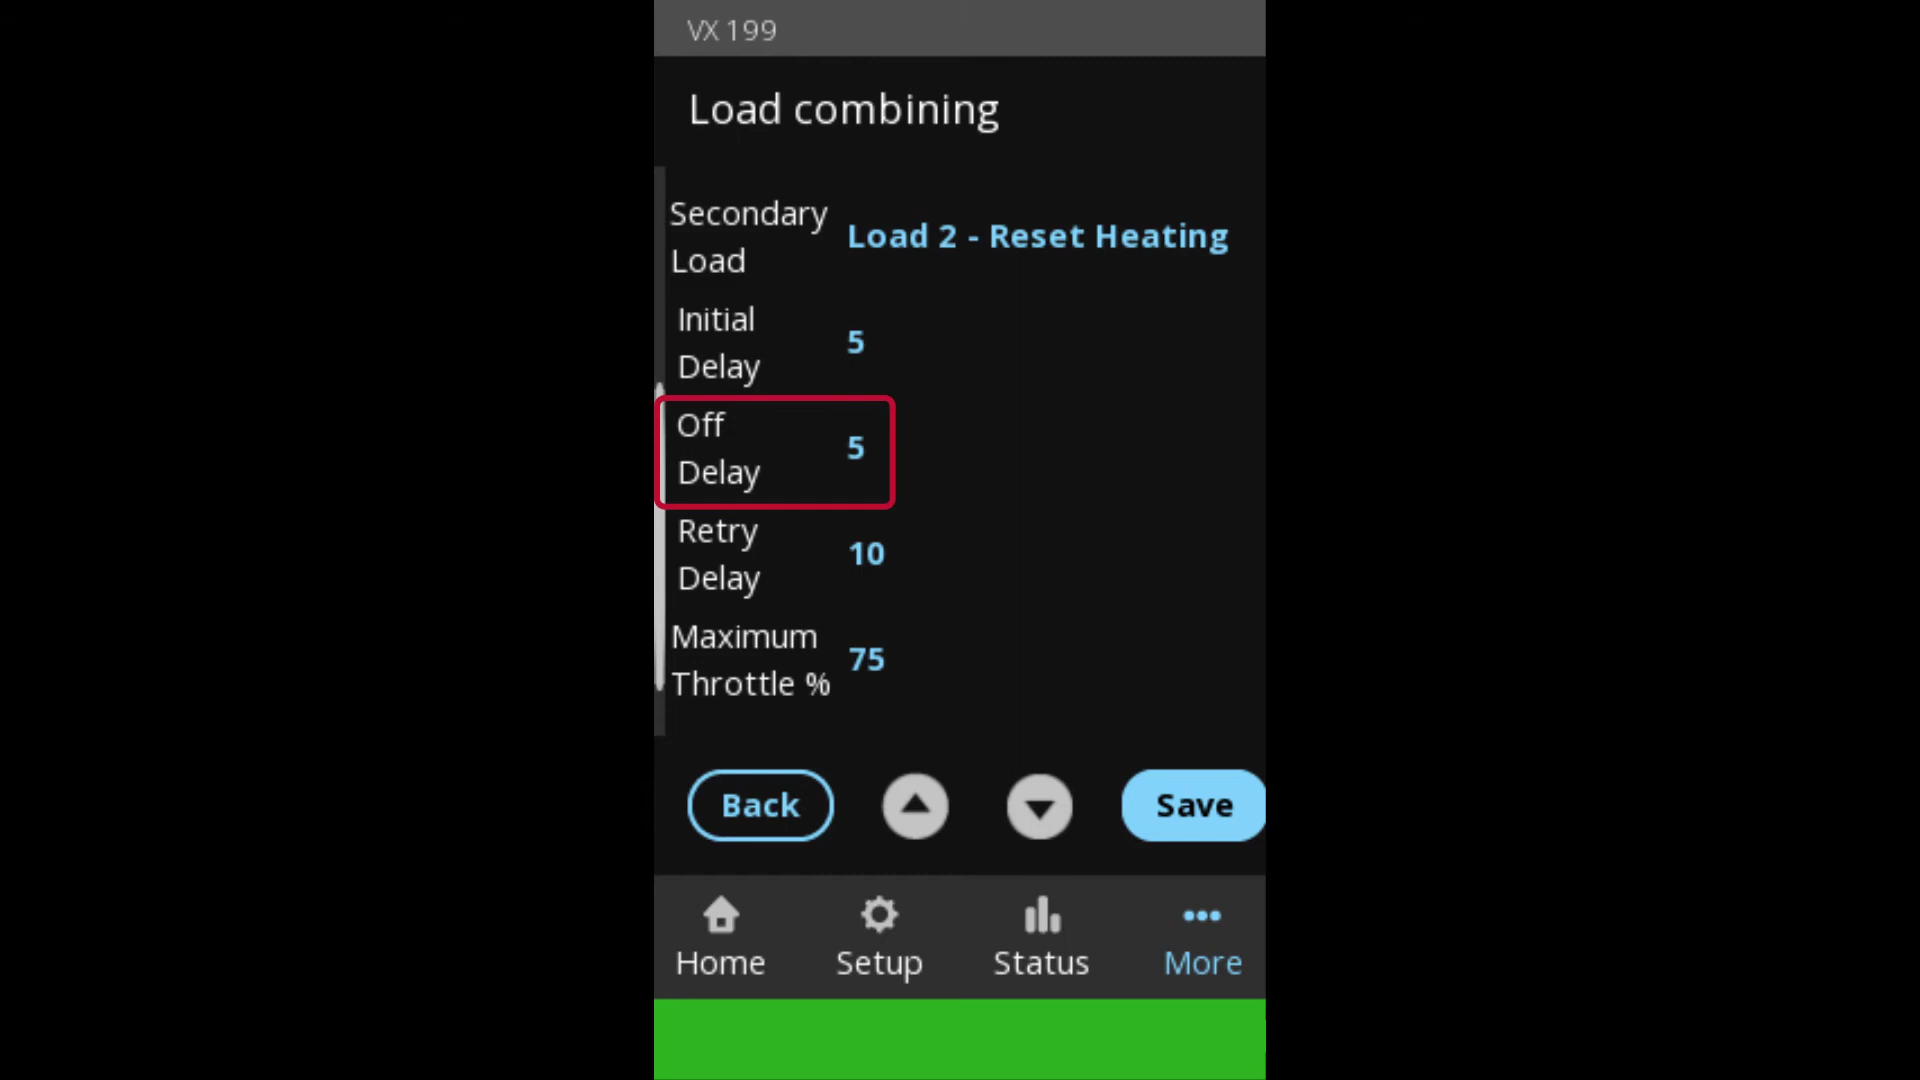 VX 199
Load combining
Secondary
Load
Load 2 - Reset Heating
Initial
Delay
5
Off
Delay
5
Retry
Delay
10
Maximum
Throttle %
75
Back
Save
Home
Setup
Status
More